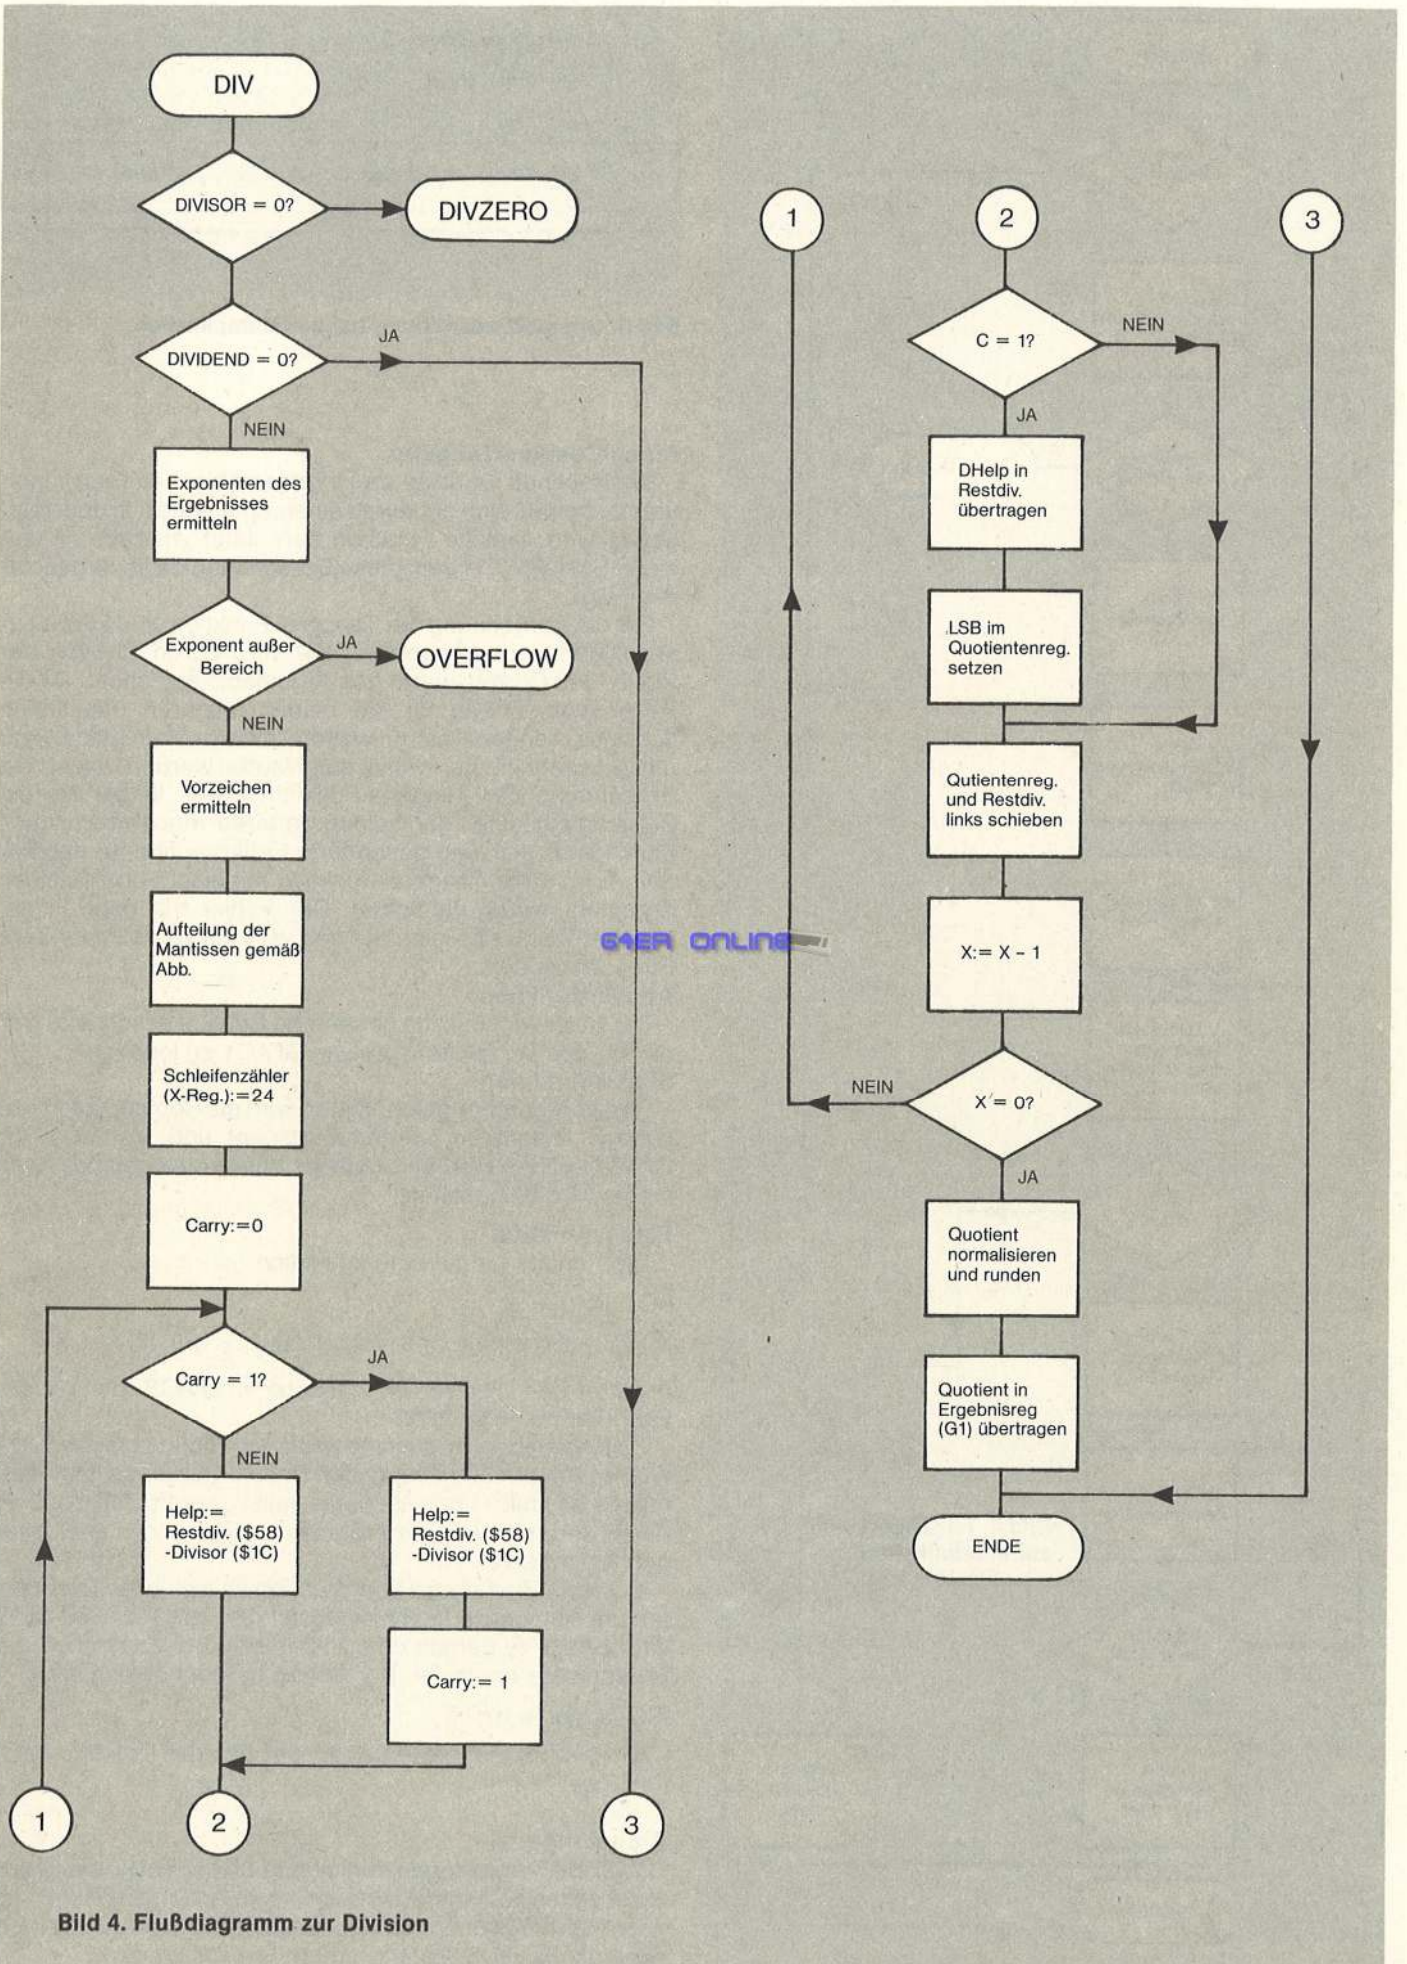 DIV
DIVISOR = 0?
DIVZERO
DIVIDEND = 0?
JA
NEIN
Exponenten des
Ergebnisses
ermitteln
Exponent außer
Bereich
JA
OVERFLOW
NEIN
Vorzeichen
ermitteln
Aufteilung der
Mantissen gemäß
Abb.
Schleifenzähler
(X-Reg.):=24
Carry:=0
Carry = 1?
JA
NEIN
Help:=
Restdiv. ($58)
-Divisor ($1C)
Help:=
Restdiv. ($58)
-Divisor ($1C)
Carry:= 1
1
2
3
1
2
3
C = 1?
NEIN
JA
DHelp in
Restdiv.
übertragen
LSB im
Quotientenreg.
setzen
Qutientenreg.
und Restdiv.
links schieben
64ER ONLINE
X:= X - 1
NEIN
X = 0?
JA
Quotient
normalisieren
und runden
Quotient in
Ergebnisreg
(G1) übertragen
ENDE
Bild 4. Flußdiagramm zur Division